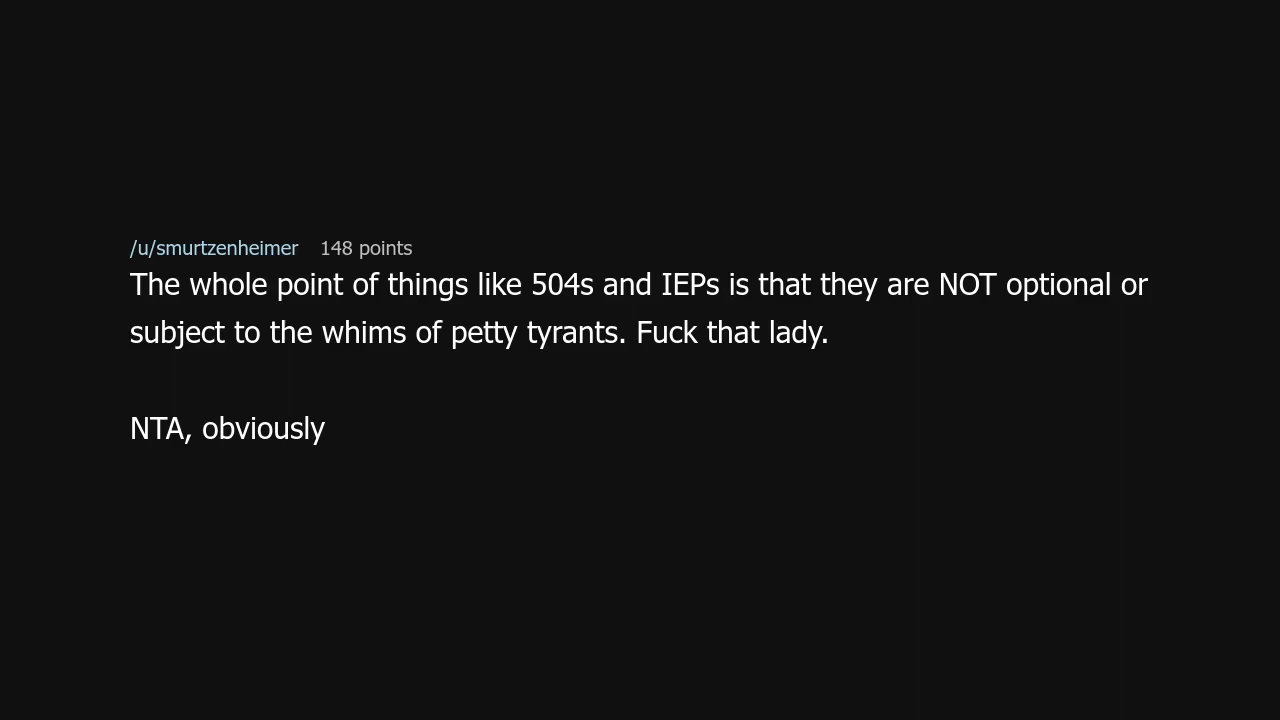 /u/smurtzenheimer 148 points
The whole point of things like 504s and IEPs is that they are NOT optional or
subject to the whims of petty tyrants. Fuck that lady.
NTA, obviously